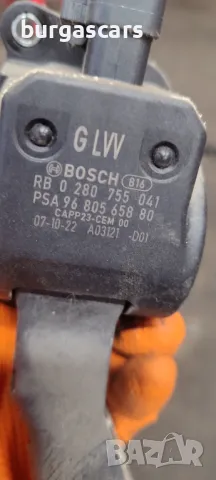 burgascars
GLW
BOSCH B16
RB 0 280 755 041
PSA 96 805 658 80
CAPP23-CEM 00
07-10-22 A03121 -D01
BAZAR